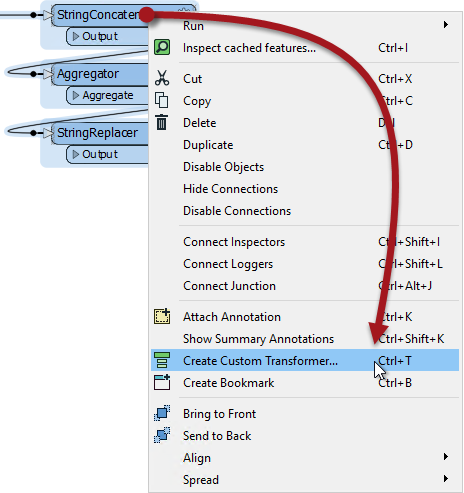 StringConcaten
Output
Aggregator
Aggregate
StringReplacer
Output
Run
Inspect cached features... Ctrl+I
Cut Ctrl+X
Copy Ctrl+C
Delete Del
Duplicate Ctrl+D
Disable Objects
Hide Connections
Disable Connections
Connect Inspectors Ctrl+Shift+I
Connect Loggers Ctrl+Shift+L
Connect Junction Ctrl+Alt+J
Attach Annotation Ctrl+K
Show Summary Annotations Ctrl+Shift+K
Create Custom Transformer... Ctrl+T
Create Bookmark Ctrl+B
Bring to Front
Send to Back
Align
Spread